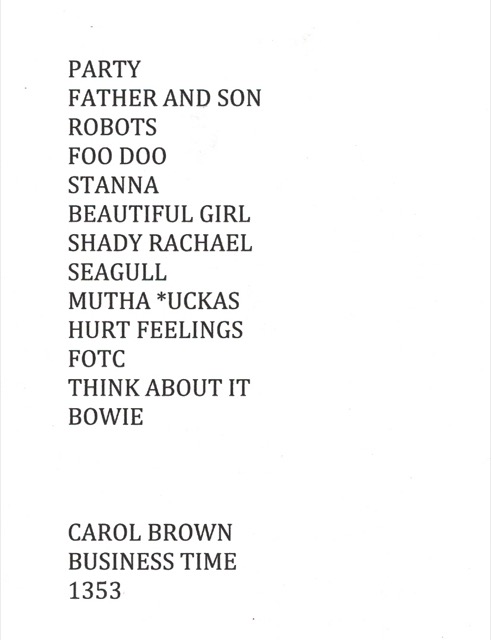 PARTY
FATHER AND SON
ROBOTS
FOO DOO
STANNA
BEAUTIFUL GIRL
SHADY RACHAEL
SEAGULL
MUTHA *UCKAS
HURT FEELINGS
FOTC
THINK ABOUT IT
BOWIE
CAROL BROWN
BUSINESS TIME
1353